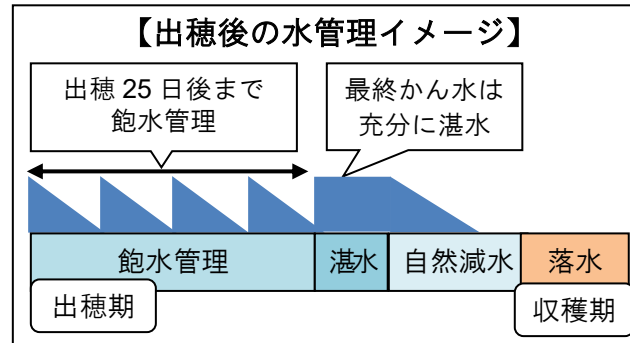 【出穂後の水管理イメージ】
出穂 25 日後まで
飽水管理
最終かん水は
充分に湛水
飽水管理
湛水
自然減水
落水
出穂期
収穫期